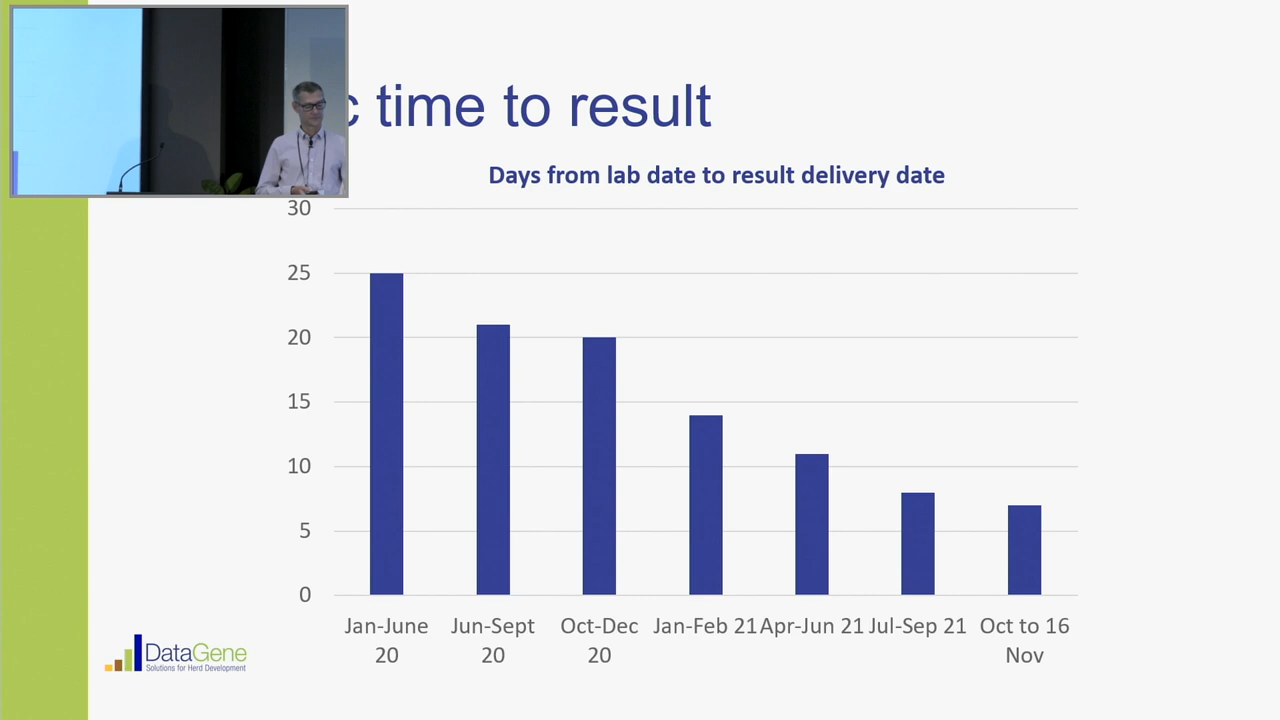 c time to result
Days from lab date to result delivery date
30
25
20
15
10
5
0
Jan-June 20
Jun-Sept 20
Oct-Dec 20
Jan-Feb 21
Apr-Jun 21
Jul-Sep 21
Oct to 16 Nov
DataGene
Solutions for Herd Development